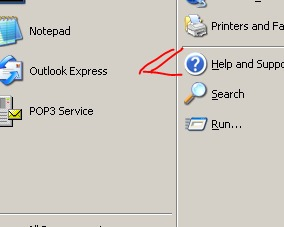 Notepad
Outlook Express
POP3 Service
Printers and Fa
Help and Suppo
Search
Run...